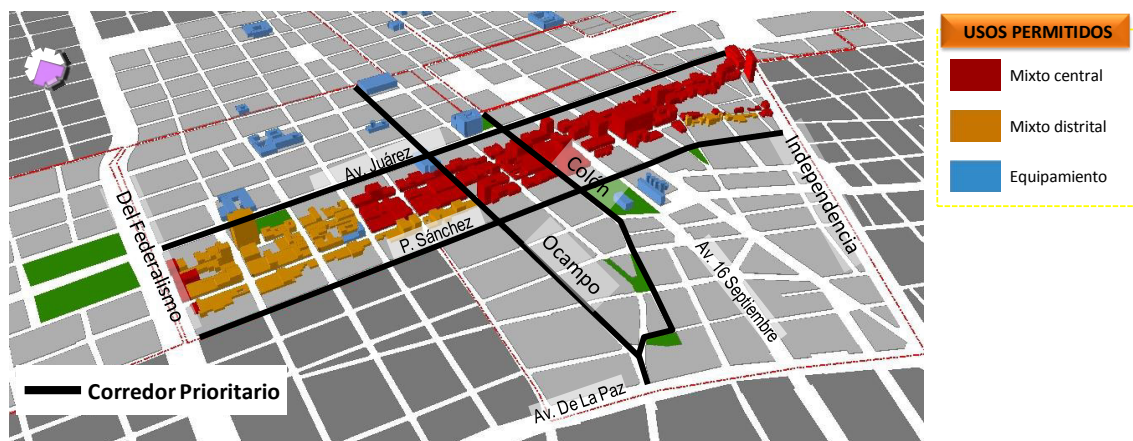 USOS PERMITIDOS
Mixto central
Mixto distrital
Equipamiento
Av. Juárez
Colón
Independencia
Del Federalismo
P. Sánchez
Ocampo
Av. 16 Septiembre
Corredor Prioritario
Av. De La Paz